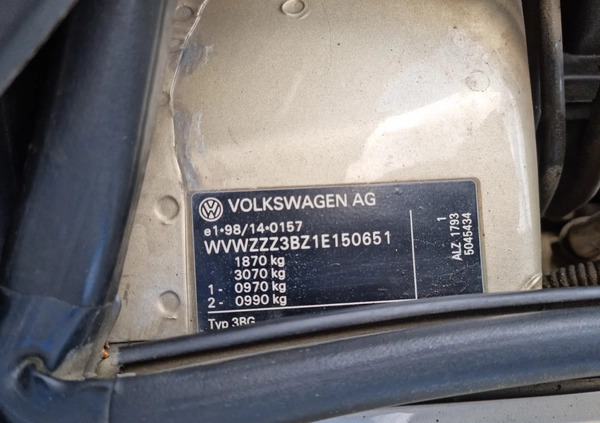 VOLKSWAGEN AG
e1*98/14*0157
WVWZZZ3BZ1E150651
1870 kg
3070 kg
1 - 0970 kg
2 - 0990 kg
Typ 3BG
1
ALZ 1793
5045434